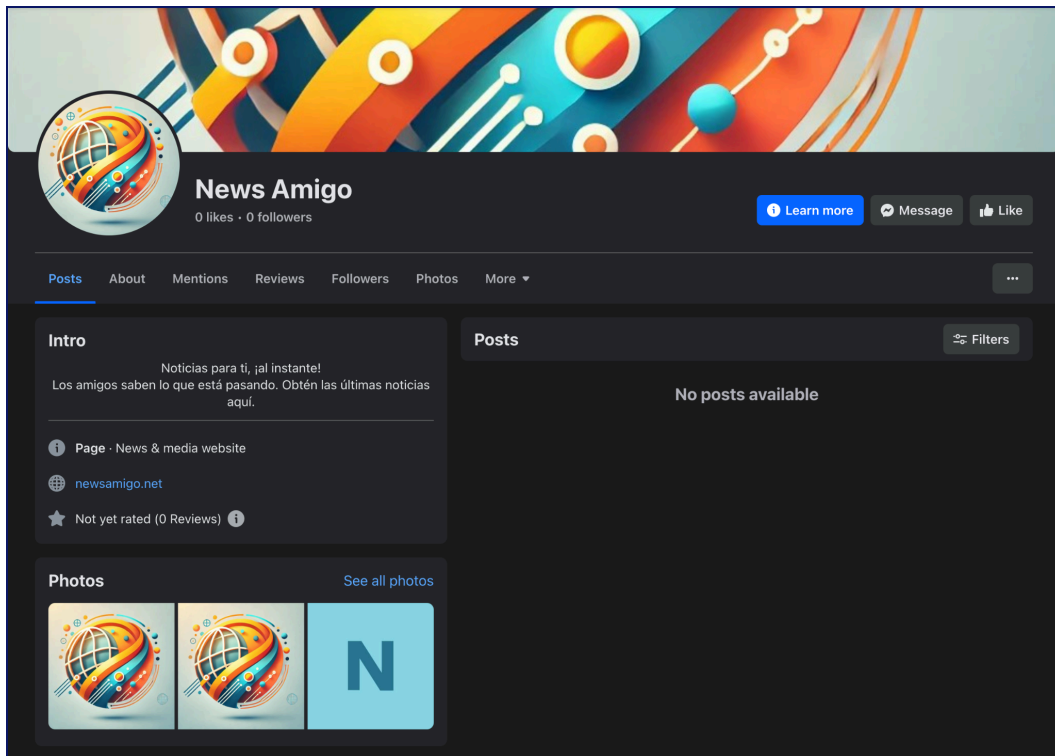 News Amigo
0 likes · 0 followers
Learn more
Message
Like
Posts
About
Mentions
Reviews
Followers
Photos
More
Intro
Noticias para ti, ¡al instante!
Los amigos saben lo que está pasando. Obtén las últimas noticias
aquí.
Page · News & media website
newsamigo.net
Not yet rated (0 Reviews)
Photos
See all photos
N
Posts
Filters
No posts available